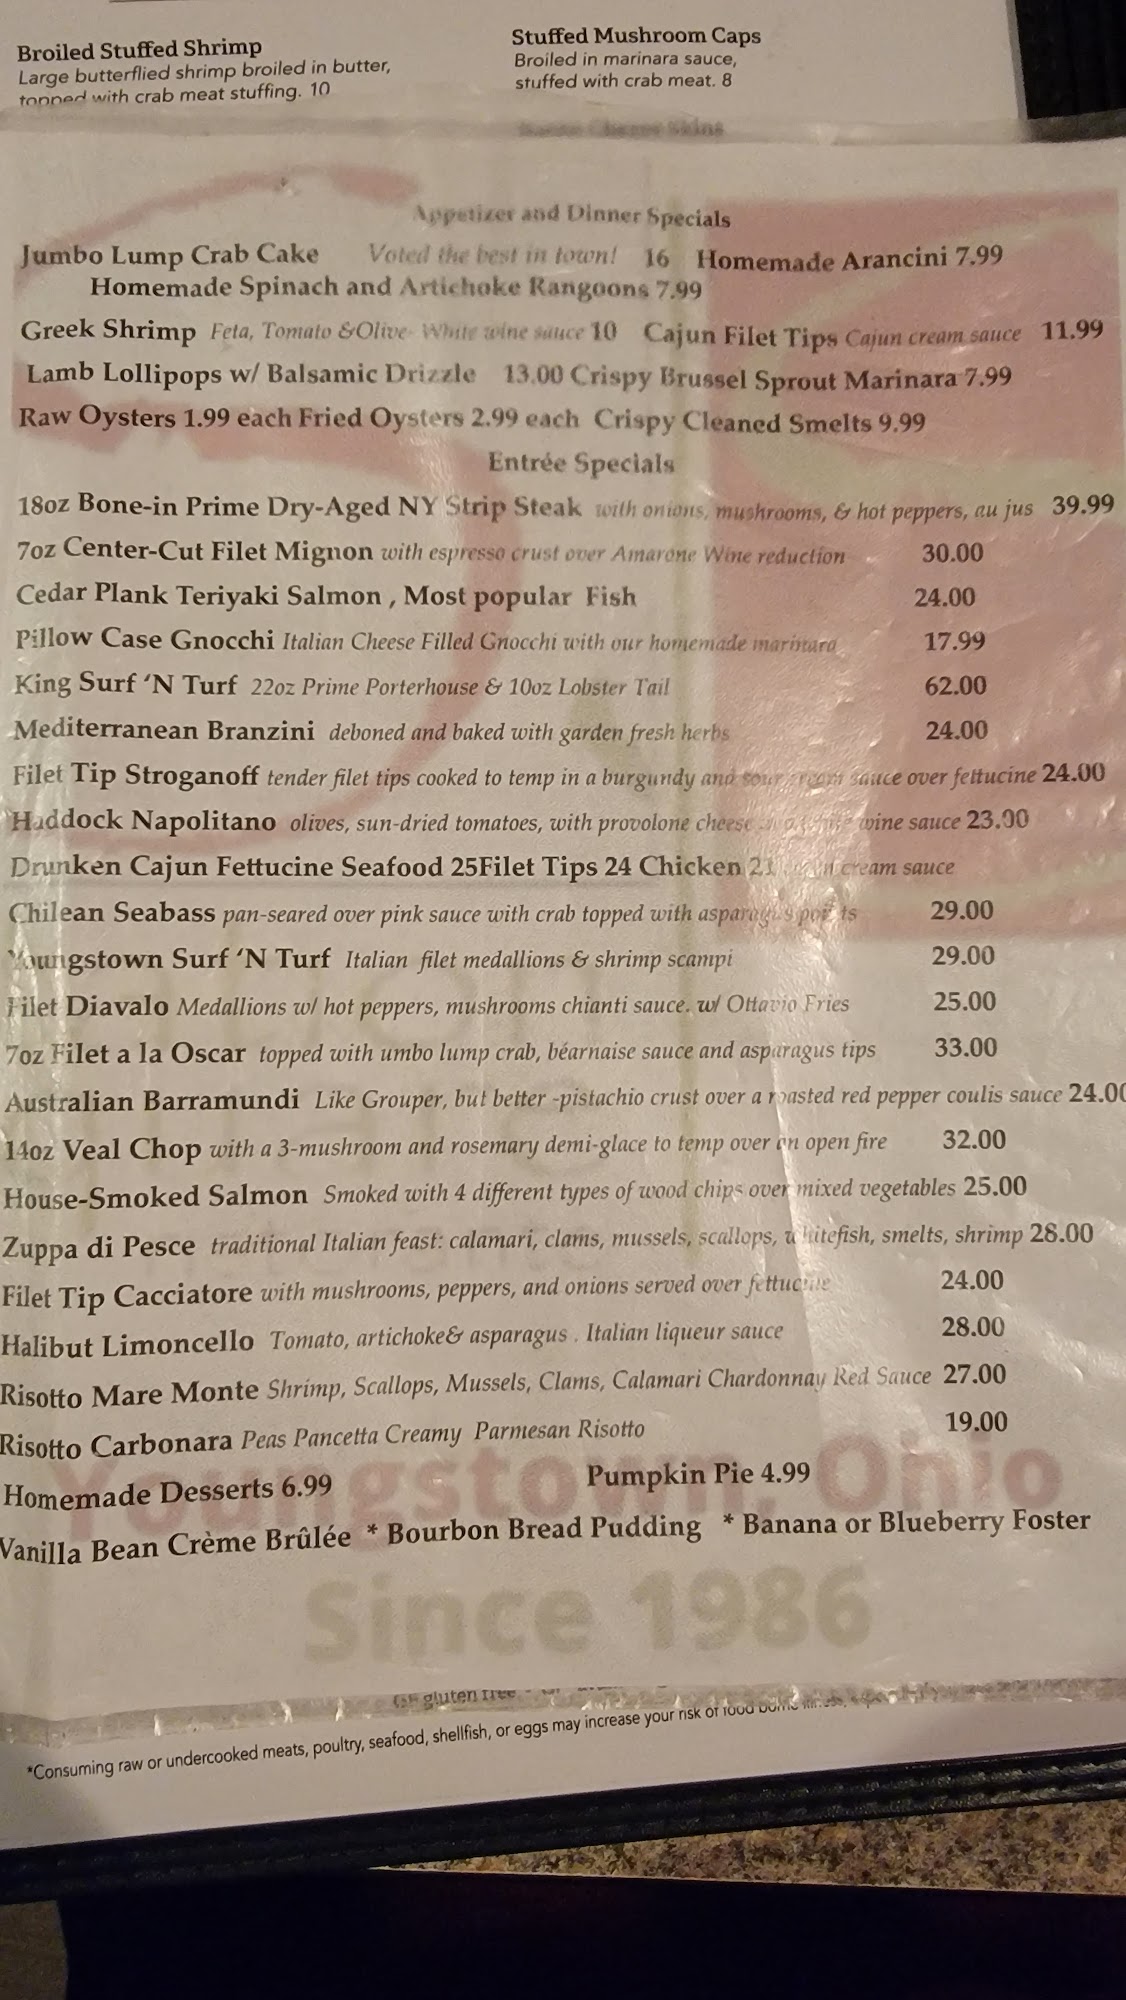 Broiled Stuffed Shrimp
Large butterflied shrimp broiled in butter,
topped with crab meat stuffing. 10
Stuffed Mushroom Caps
Broiled in marinara sauce,
stuffed with crab meat. 8
Skins
Appetizer and Dinner Specials
Jumbo Lump Crab Cake Voted the best in town! 16 Homemade Arancini 7.99
Homemade Spinach and Artichoke Rangoons 7.99
Greek Shrimp Feta, Tomato &Olive- White wine sauce 10 Cajun Filet Tips Cajun cream sauce 11.99
Lamb Lollipops w/ Balsamic Drizzle 13.00 Crispy Brussel Sprout Marinara 7.99
Raw Oysters 1.99 each Fried Oysters 2.99 each Crispy Cleaned Smelts 9.99
Entrée Specials
18oz Bone-in Prime Dry-Aged NY Strip Steak with onions, mushrooms, & hot peppers, au jus 39.99
7oz Center-Cut Filet Mignon with espresso crust over Amarone Wine reduction 30.00
Cedar Plank Teriyaki Salmon , Most popular Fish 24.00
Pillow Case Gnocchi Italian Cheese Filled Gnocchi with our homemade marinara 17.99
King Surf ‘N Turf 22oz Prime Porterhouse & 10oz Lobster Tail 62.00
Mediterranean Branzini deboned and baked with garden fresh herbs 24.00
Filet Tip Stroganoff tender filet tips cooked to temp in a burgundy and sour cream sauce over fettucine 24.00
Haddock Napolitano olives, sun-dried tomatoes, with provolone cheese wine sauce 23.00
Drunken Cajun Fettucine Seafood 25Filet Tips 24 Chicken 21 cream sauce
Chilean Seabass pan-seared over pink sauce with crab topped with asparagus points 29.00
Youngstown Surf ‘N Turf Italian filet medallions & shrimp scampi 29.00
Filet Diavalo Medallions w/ hot peppers, mushrooms chianti sauce. w/ Ottavio Fries 25.00
7oz Filet a la Oscar topped with umbo lump crab, béarnaise sauce and asparagus tips 33.00
Australian Barramundi Like Grouper, but better -pistachio crust over a roasted red pepper coulis sauce 24.00
14oz Veal Chop with a 3-mushroom and rosemary demi-glace to temp over an open fire 32.00
House-Smoked Salmon Smoked with 4 different types of wood chips over mixed vegetables 25.00
Zuppa di Pesce traditional Italian feast: calamari, clams, mussels, scallops, whitefish, smelts, shrimp 28.00
Filet Tip Cacciatore with mushrooms, peppers, and onions served over fettucine 24.00
Halibut Limoncello Tomato, artichoke& asparagus . Italian liqueur sauce 28.00
Risotto Mare Monte Shrimp, Scallops, Mussels, Clams, Calamari Chardonnay Red Sauce 27.00
Risotto Carbonara Peas Pancetta Creamy Parmesan Risotto 19.00
Homemade Desserts 6.99 Pumpkin Pie 4.99
Vanilla Bean Crème Brûlée * Bourbon Bread Pudding * Banana or Blueberry Foster
Youngstown, Ohio
Since 1986
gluten free
*Consuming raw or undercooked meats, poultry, seafood, shellfish, or eggs may increase your risk of food borne illness,